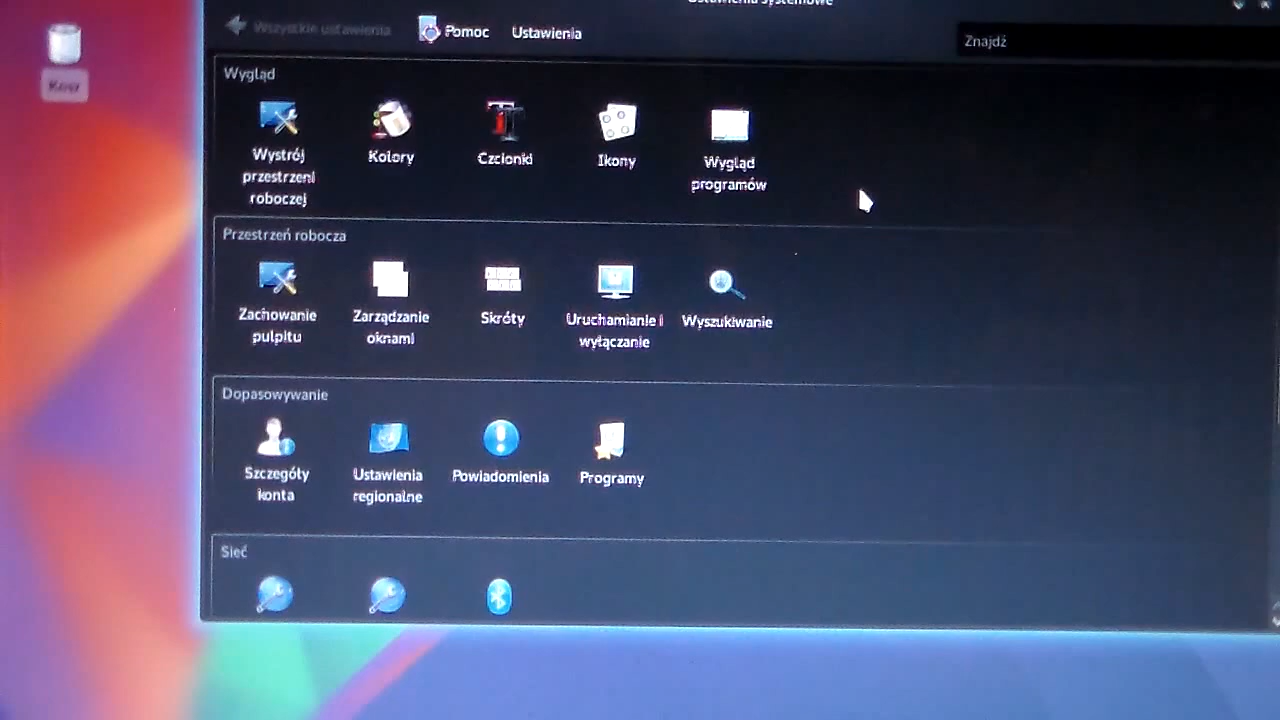 Ustawienia systemowe
Wszystkie ustawienia
Pomoc
Ustawienia
Znajdź
Kosz
Wygląd
Wystrój
przestrzeni
roboczej
Kolory
Czcionki
Ikony
Wygląd
programów
Przestrzeń robocza
Zachowanie
pulpitu
Zarządzanie
oknami
Skróty
Uruchamianie i
wyłączanie
Wyszukiwanie
Dopasowywanie
Szczegóły
konta
Ustawienia
regionalne
Powiadomienia
Programy
Sieć